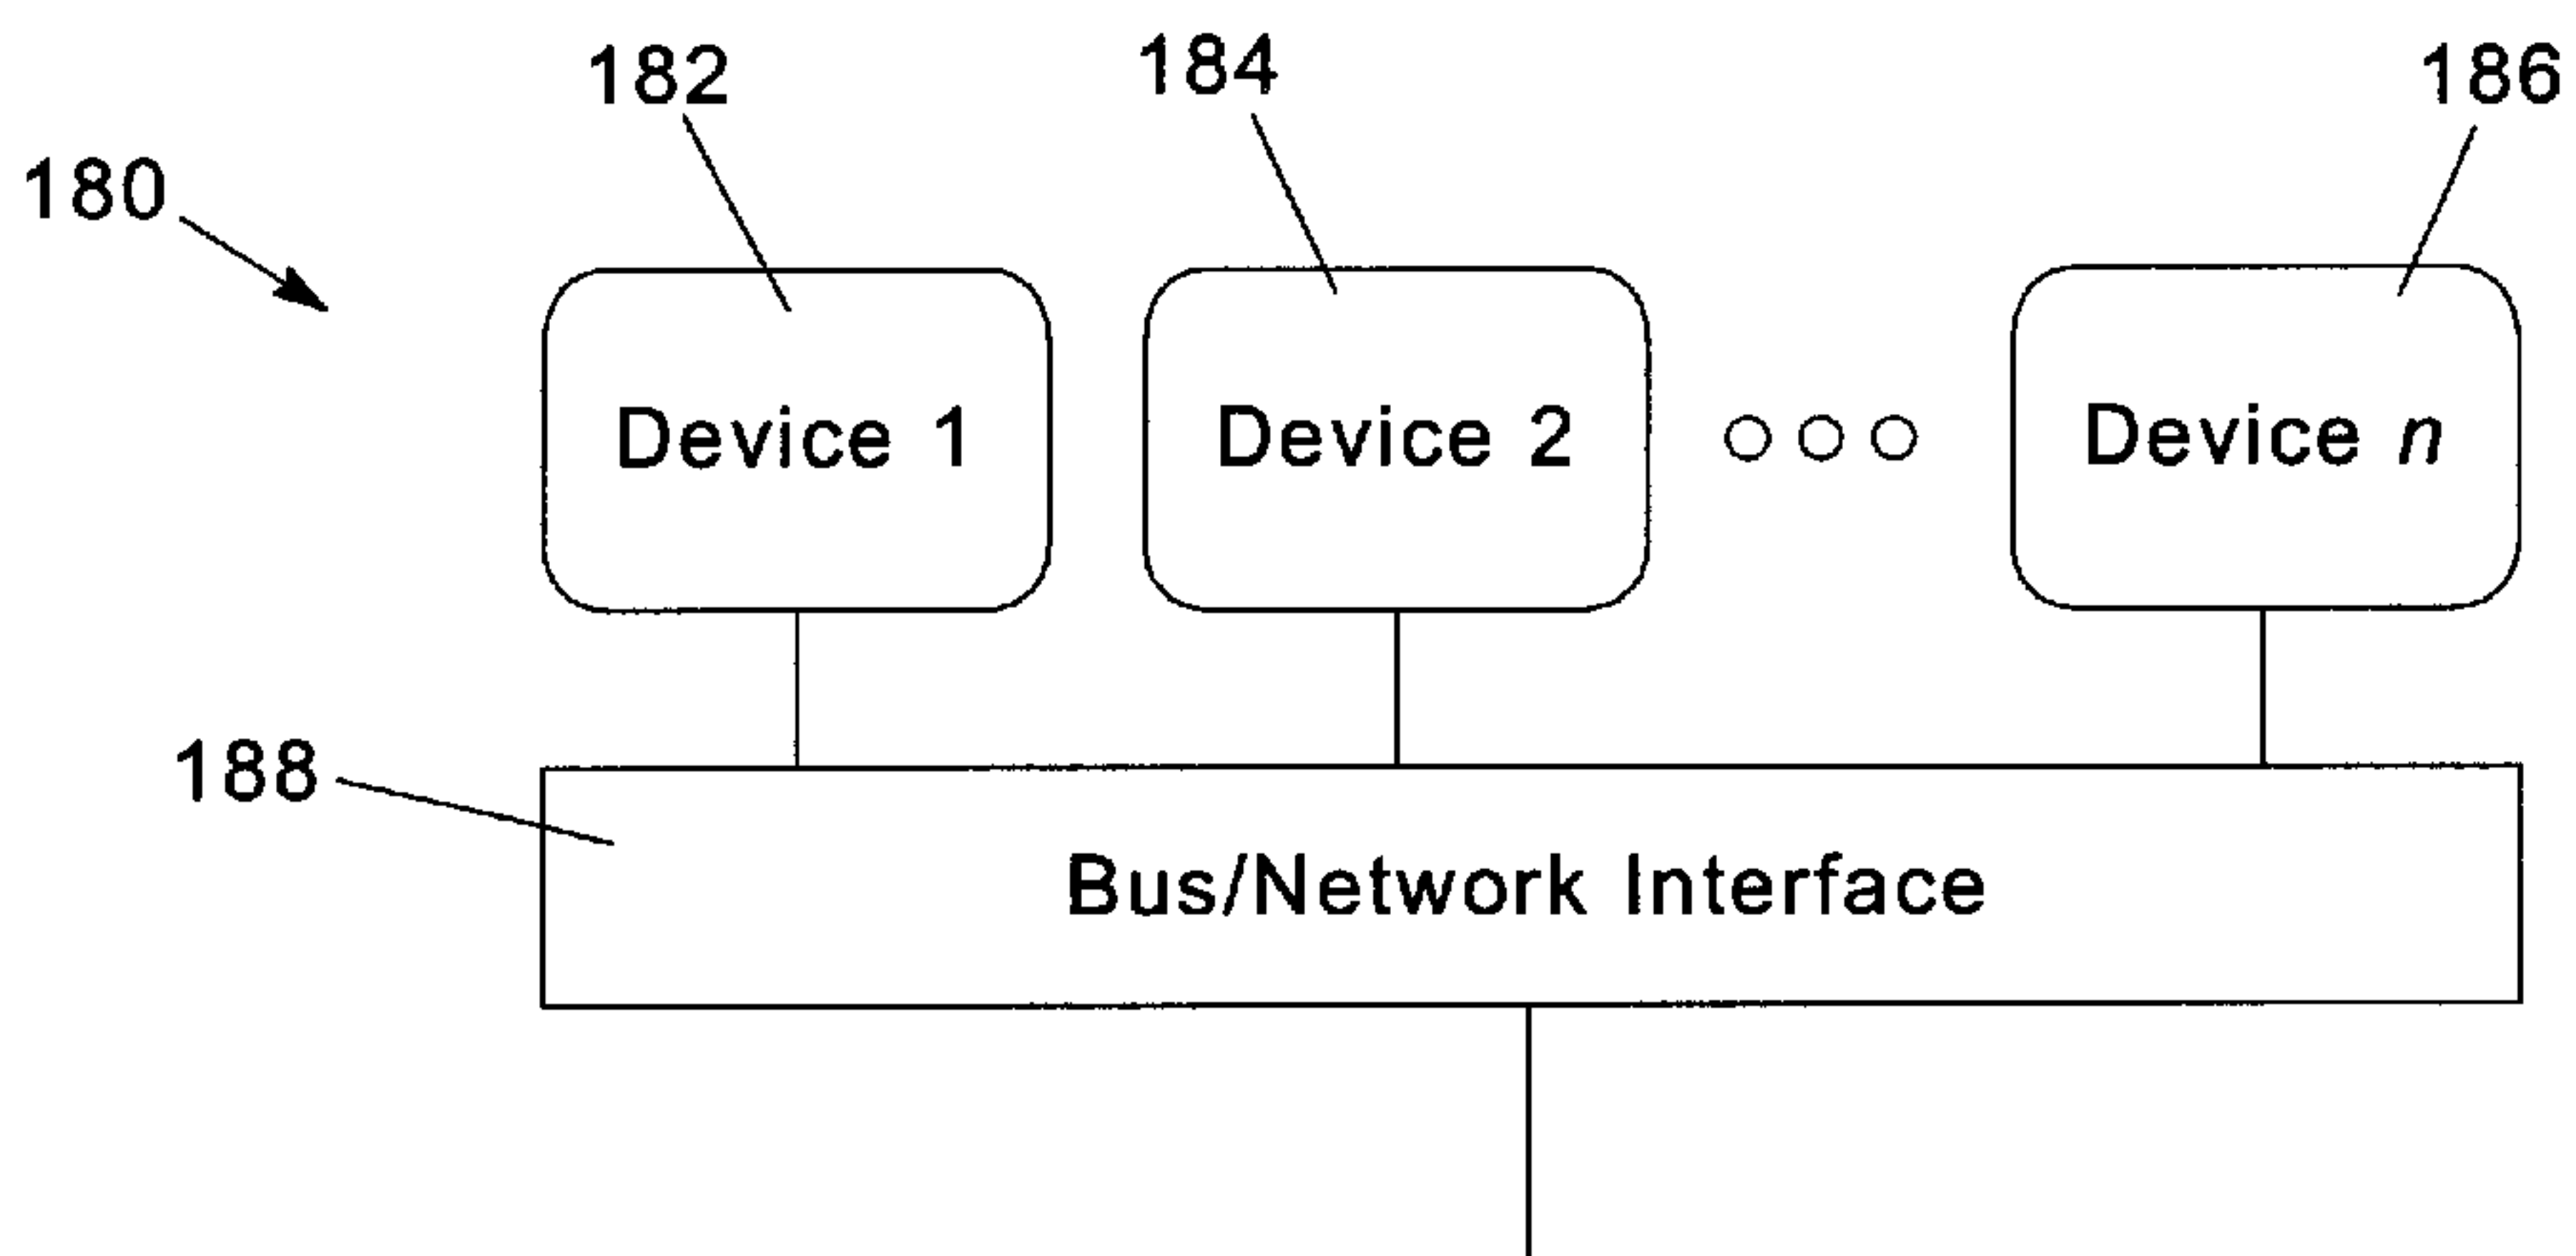 182
184
186
180
Device 1
Device 2
Device n
188
Bus/Network Interface